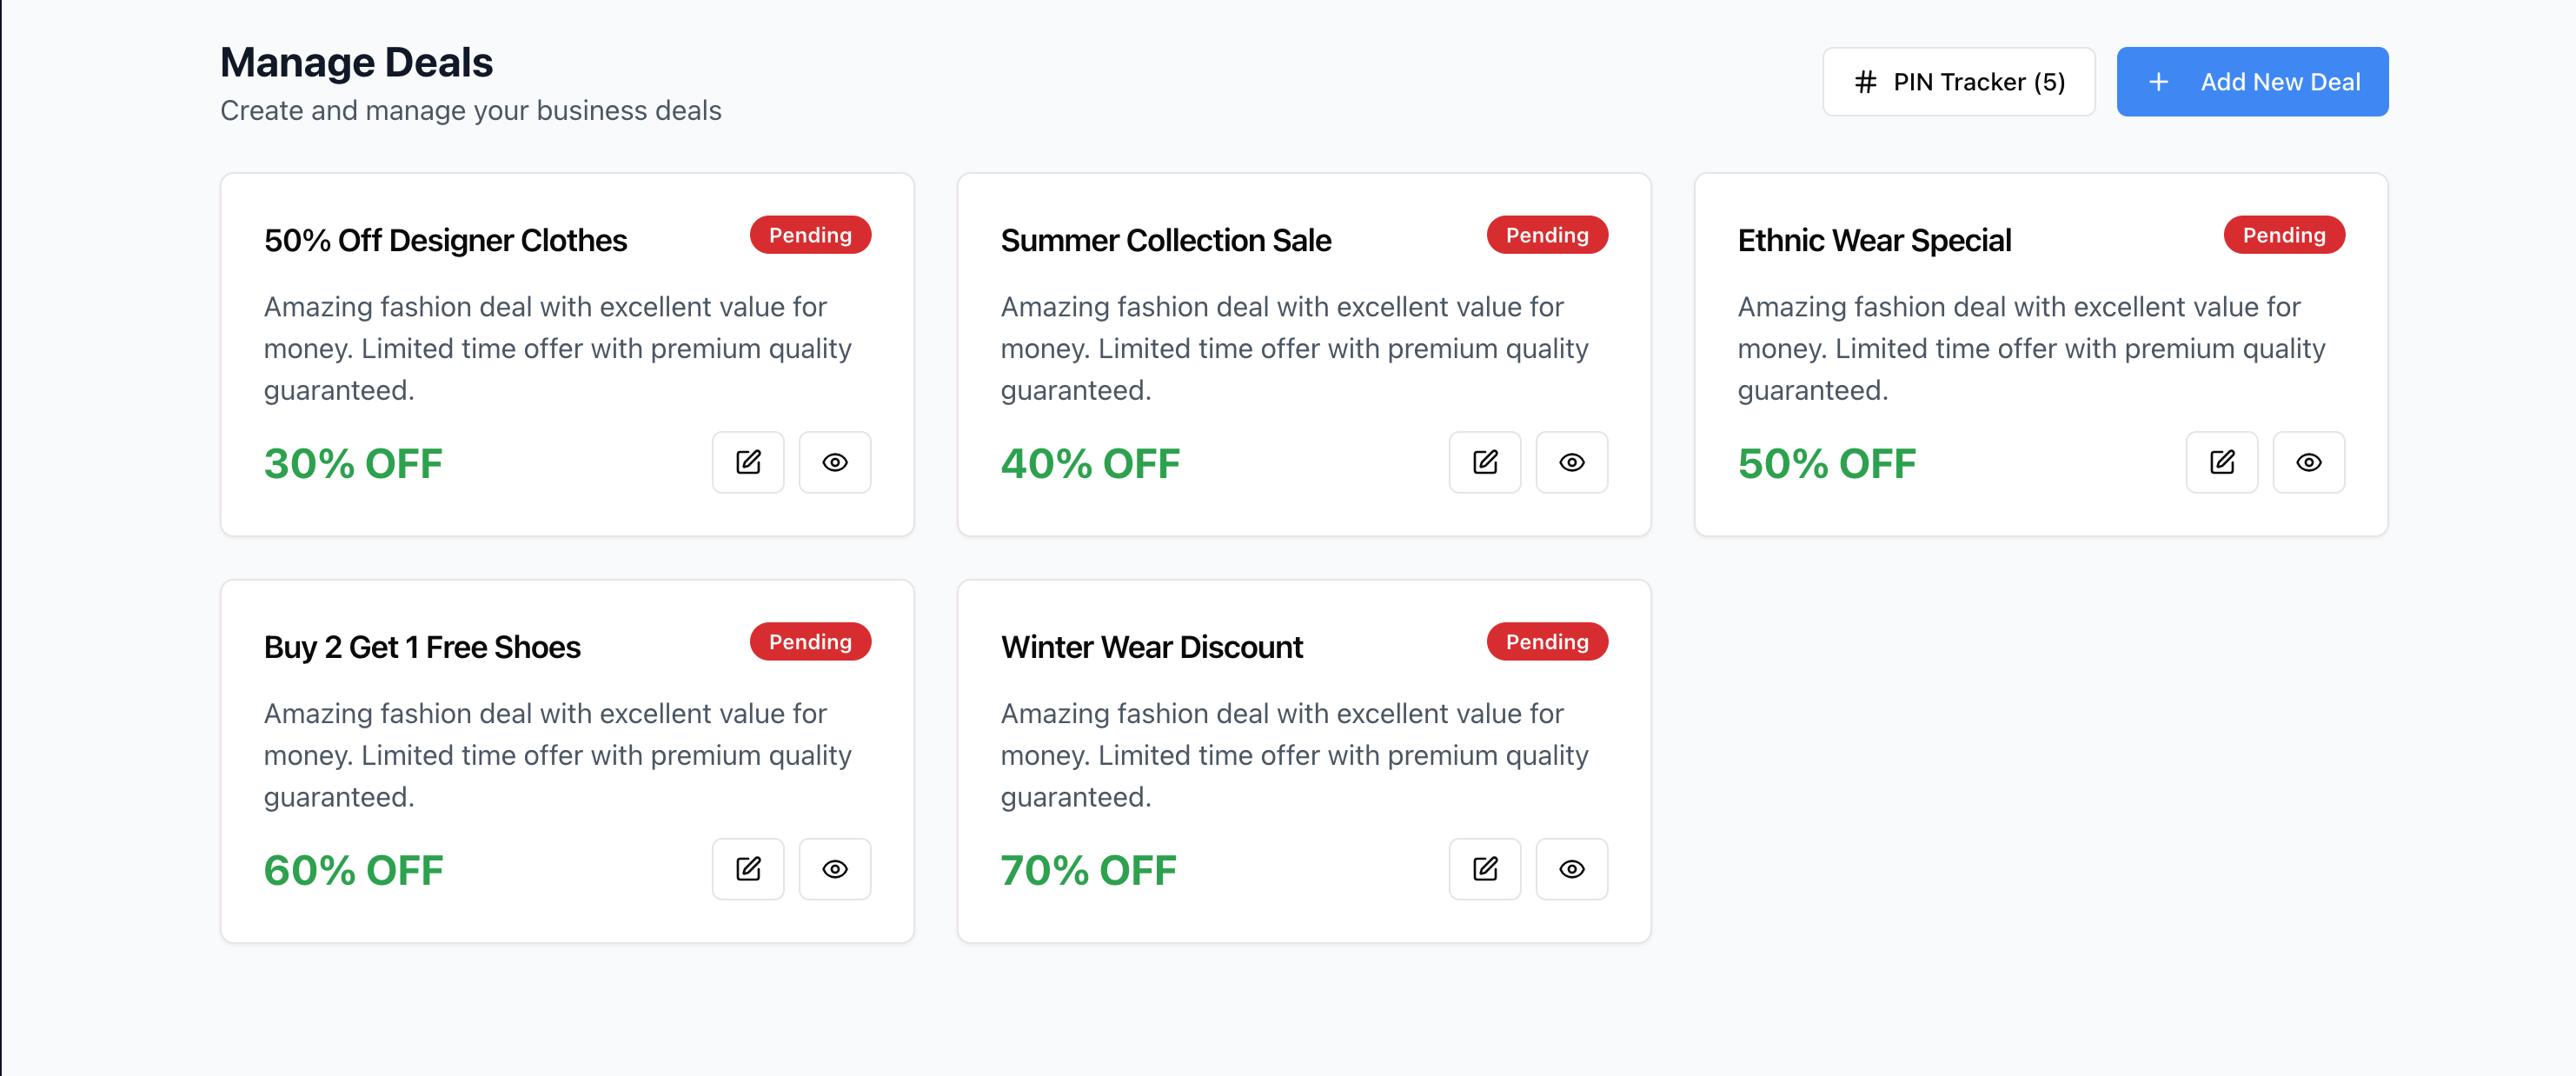 Manage Deals
Create and manage your business deals
# PIN Tracker (5)
+ Add New Deal
50% Off Designer Clothes
Pending
Amazing fashion deal with excellent value for
money. Limited time offer with premium quality
guaranteed.
30% OFF
Summer Collection Sale
Pending
Amazing fashion deal with excellent value for
money. Limited time offer with premium quality
guaranteed.
40% OFF
Ethnic Wear Special
Pending
Amazing fashion deal with excellent value for
money. Limited time offer with premium quality
guaranteed.
50% OFF
Buy 2 Get 1 Free Shoes
Pending
Amazing fashion deal with excellent value for
money. Limited time offer with premium quality
guaranteed.
60% OFF
Winter Wear Discount
Pending
Amazing fashion deal with excellent value for
money. Limited time offer with premium quality
guaranteed.
70% OFF